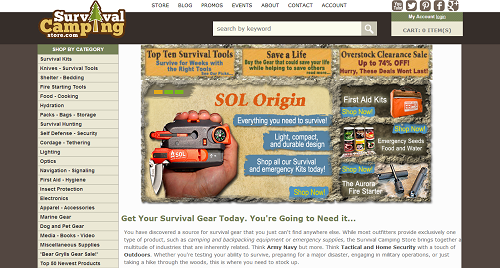 Survival
Camping
store.com
STORE BLOG PROMOS EVENTS ABOUT CONTACT ACCOUNT
search by keyword
My Account [login]
CART: 0 ITEM(S)
SHOP BY CATEGORY
Survival Kits
Knives - Survival Tools
Shelter - Bedding
Fire Starting Tools
Food - Cooking
Hydration
Packs - Bags - Storage
Survival Hunting
Self Defense - Security
Cordage - Tethering
Lighting
Optics
Navigation - Signaling
First Aid - Hygiene
Insect Protection
Electronics
Apparel - Accessories
Marine Gear
Dog and Pet Gear
Media - Books - Video
Miscellaneous Supplies
"Bear Grylls Gear Sale!"
Top 50 Newest Products
Top Ten Survival Tools
Survive for Weeks with
the Right Tools
See Our Picks...
Save a Life
Buy the Gear that could save your life
while helping to save others
read more...
Overstock Clearance Sale
Up to 74% OFF!
Hurry, These Deals Wont Last!
SOL Origin
Everything you need to survive!
Light, compact,
and durable design
Shop all our Survival
and emergency Kits today!
Shop Now!
SOL
First Aid Kits
Shop Now!
Shop Now!
Emergency Seeds
Food and Water
The Aurora
Fire Starter
Shop Now!
Get Your Survival Gear Today. You're Going to Need it...
You have discovered a source for survival gear that you just can't find anywhere else. While most outfitters provide exclusively one
type of product, such as camping and backpacking equipment or emergency supplies, the Survival Camping Store brings together a
multitude of industries that are inherently related. Think Army Navy but more. Think Tactical and Home Security with a touch of
Outdoors. Whether you're testing your ability to survive, preparing for a major disaster, engaging in military operations, or just
taking a hike through the woods, this is where you need to stock up.